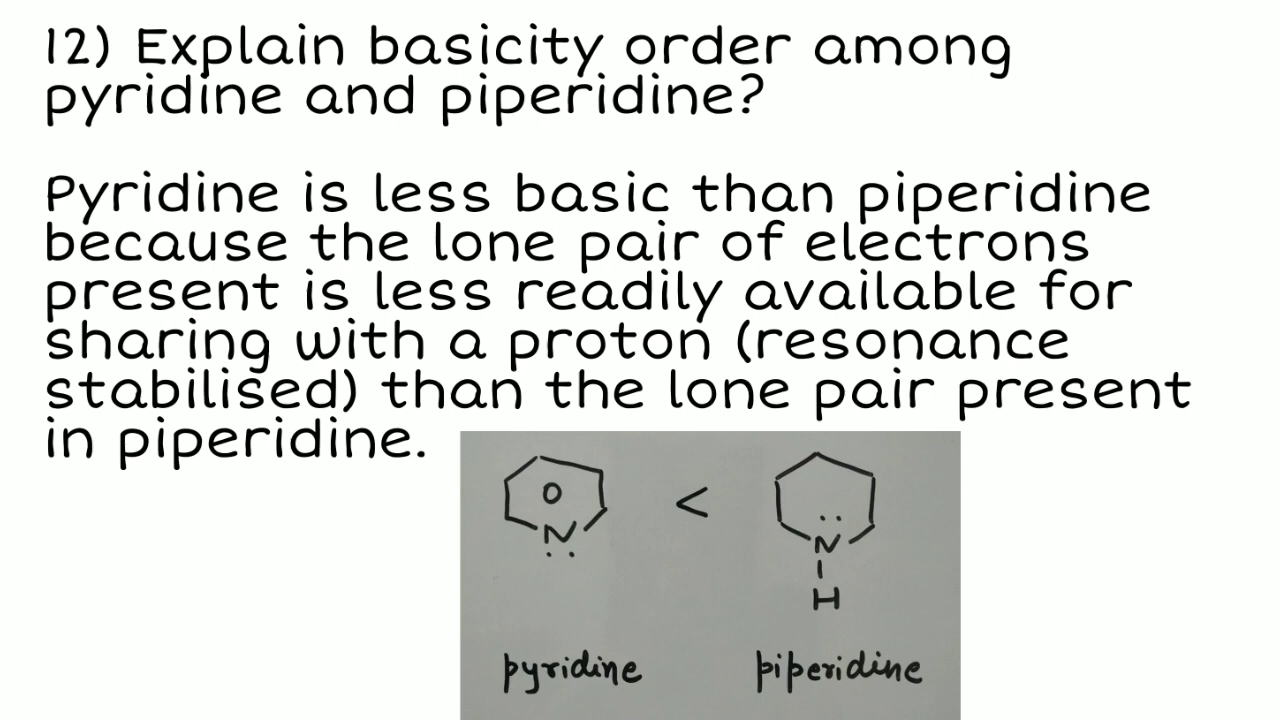 12) Explain basicity order among
pyridine and piperidine?
Pyridine is less basic than piperidine
because the lone pair of electrons
present is less readily available for
sharing with a proton (resonance
stabilised) than the lone pair present
in piperidine.
O < ..
N N
.. |
H
pyridine piperidine